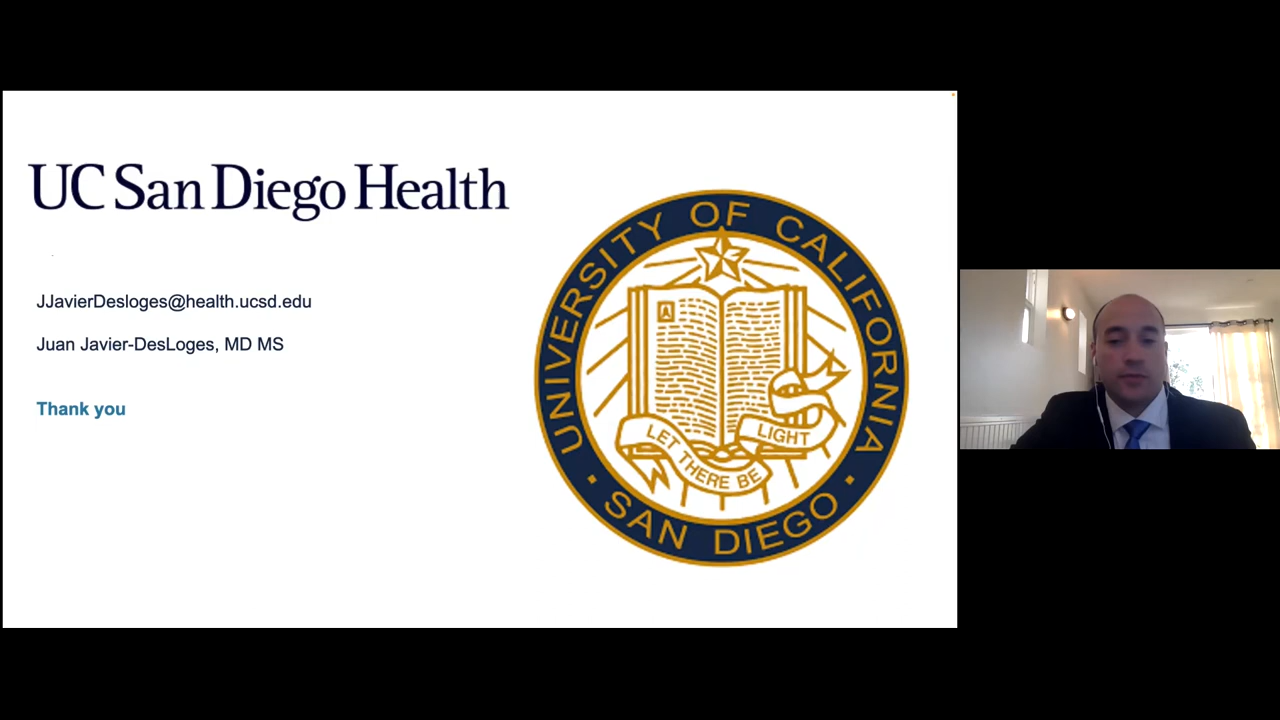 UC San Diego Health
JJavierDesloges@health.ucsd.edu
Juan Javier-DesLoges, MD MS
Thank you
UNIVERSITY OF CALIFORNIA
A
LET THERE BE LIGHT
· SAN DIEGO ·